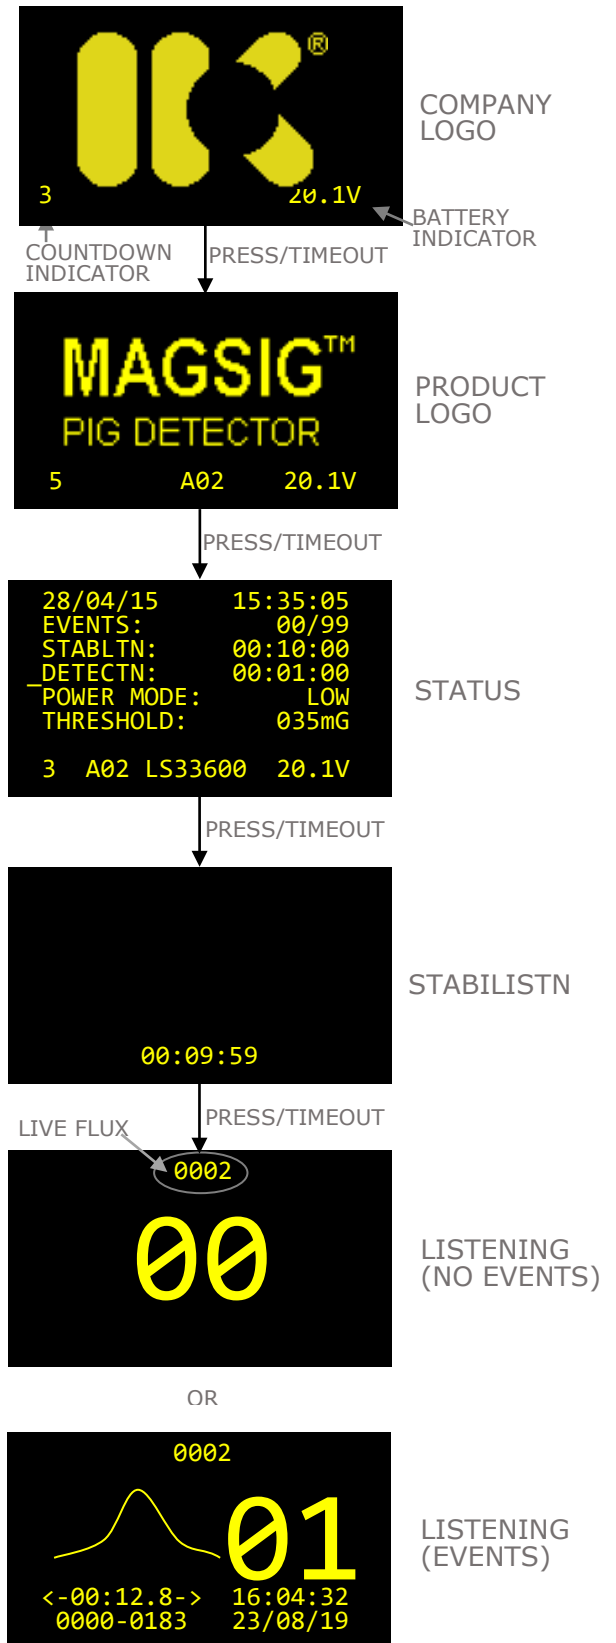 ®
3 20.1V
COMPANY
LOGO
COUNTDOWN
INDICATOR
PRESS/TIMEOUT
BATTERY
INDICATOR
MAGSIG™
PIG DETECTOR
5 A02 20.1V
PRODUCT
LOGO
PRESS/TIMEOUT
28/04/15 15:35:05
EVENTS: 00/99
STABLTN: 00:10:00
_DETECTN: 00:01:00
POWER MODE: LOW
THRESHOLD: 035mG
3 A02 LS33600 20.1V
STATUS
PRESS/TIMEOUT
00:09:59
STABILISTN
PRESS/TIMEOUT
LIVE FLUX
0002
00
LISTENING
(NO EVENTS)
OR
0002
01
<-00:12.8-> 16:04:32
0000-0183 23/08/19
LISTENING
(EVENTS)